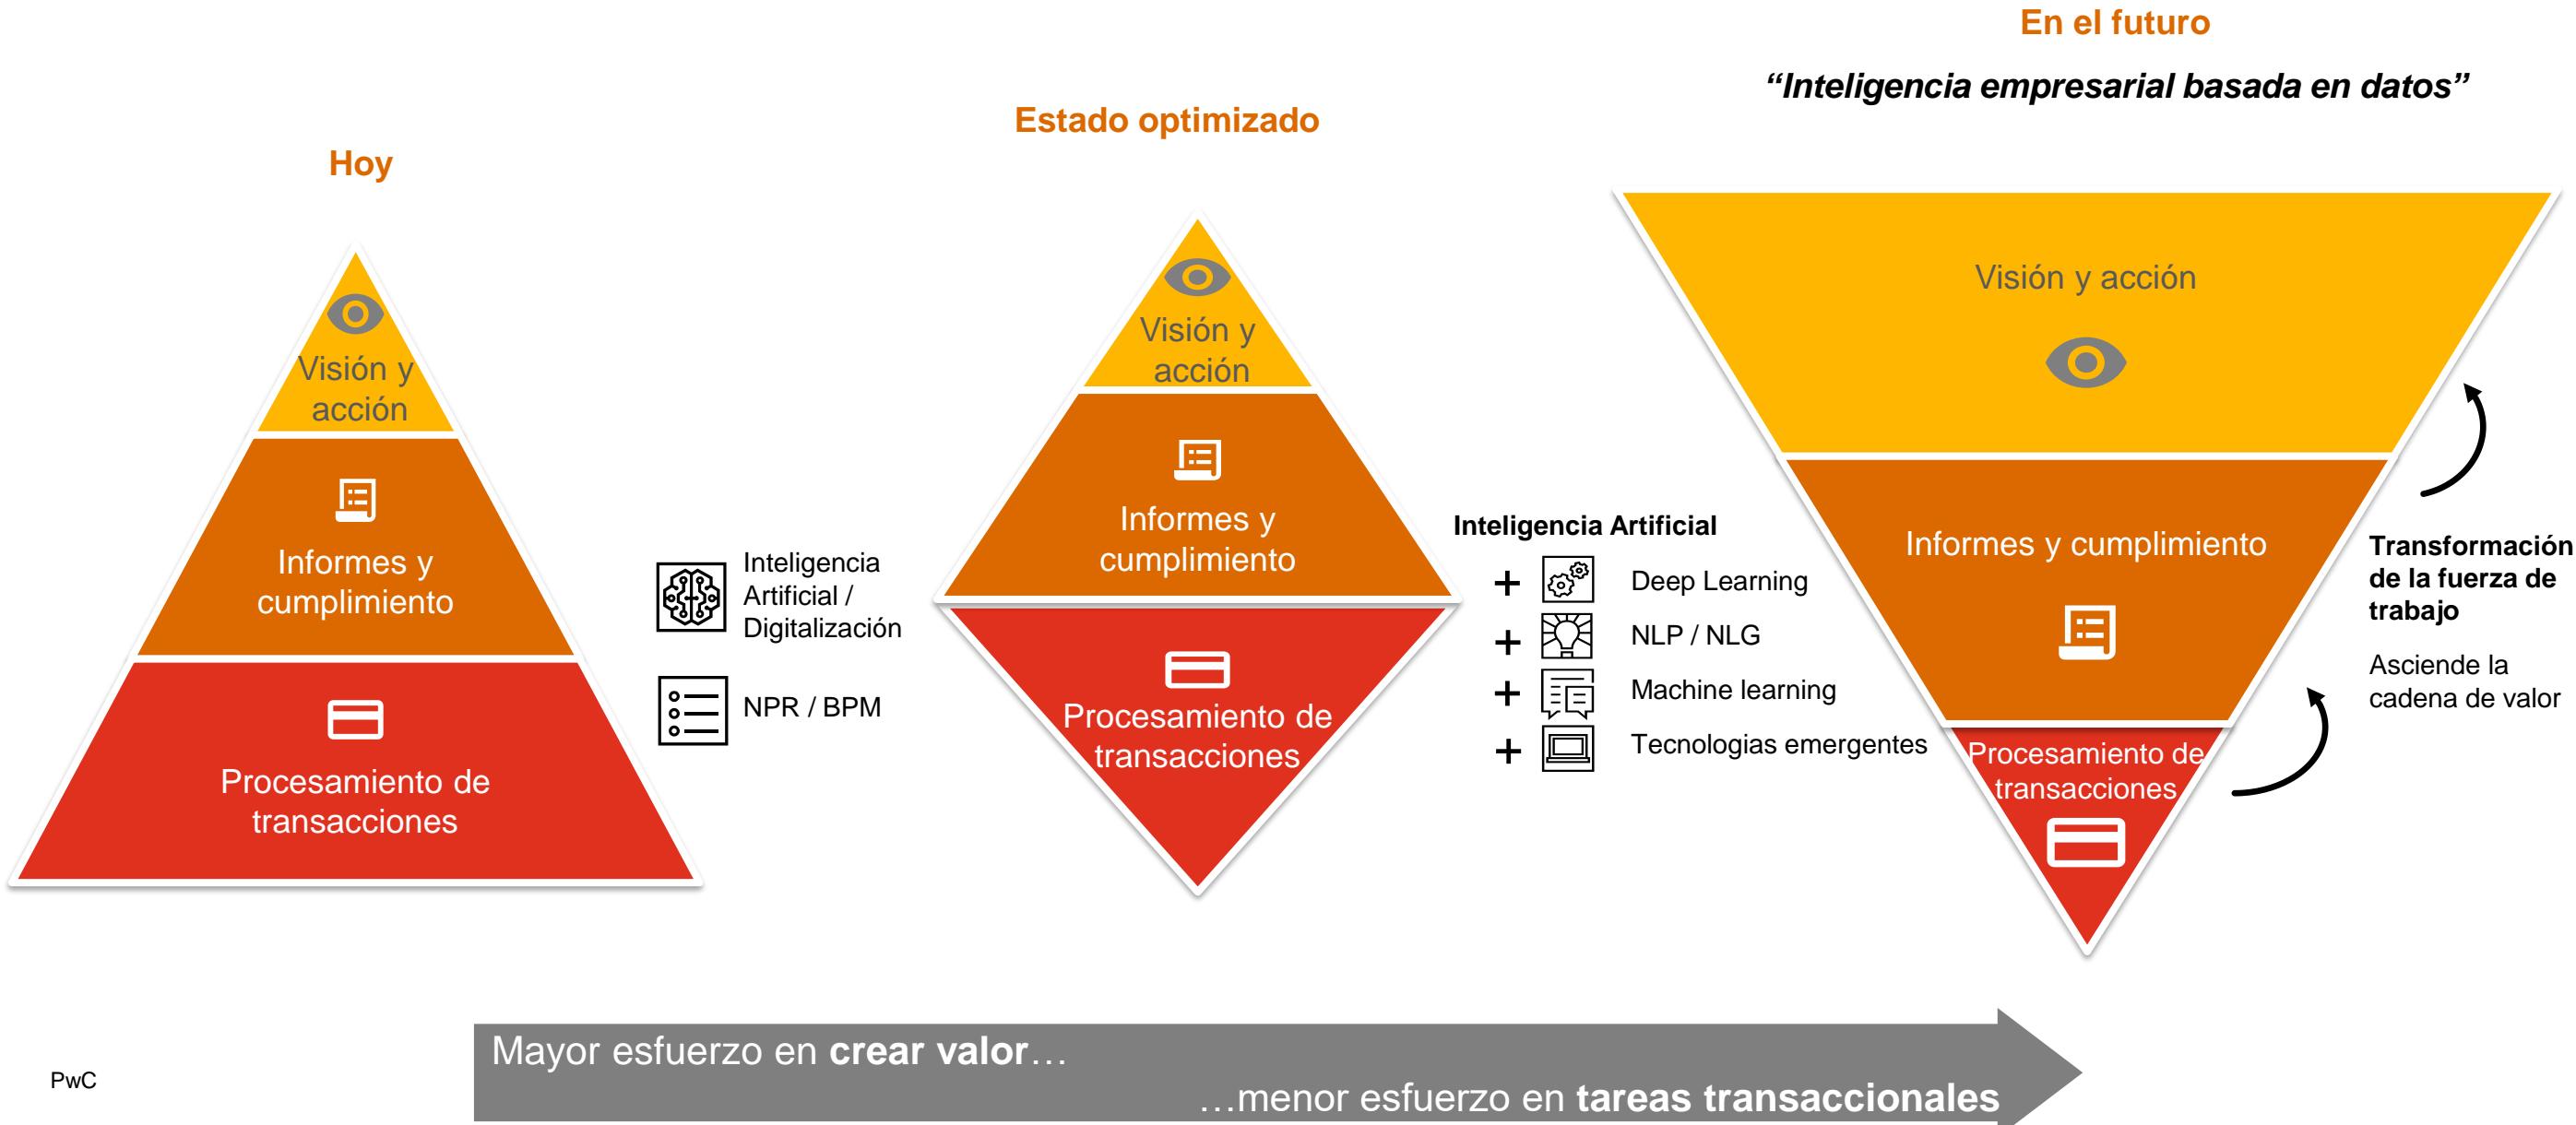 Hoy
Visión y
acción
Informes y
cumplimiento
Procesamiento de
transacciones
Inteligencia
Artificial /
Digitalización
NPR / BPM
Estado optimizado
Visión y
acción
Informes y
cumplimiento
Procesamiento de
transacciones
Inteligencia Artificial
+ Deep Learning
+ NLP / NLG
+ Machine learning
+ Tecnologias emergentes
En el futuro
“Inteligencia empresarial basada en datos”
Visión y acción
Informes y cumplimiento
Procesamiento de
transacciones
Transformación
de la fuerza de
trabajo
Asciende la
cadena de valor
Mayor esfuerzo en crear valor…
…menor esfuerzo en tareas transaccionales
PwC